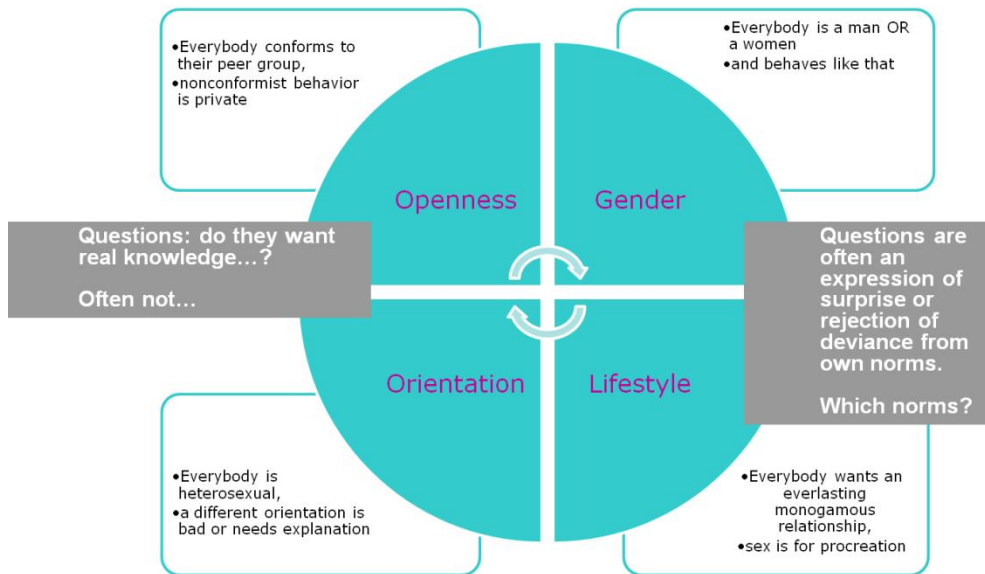 •Everybody conforms to
their peer group,
•nonconformist behavior
is private
•Everybody is a man OR
a women
•and behaves like that
Openness
Gender
Questions: do they want
real knowledge…?
Often not…
Questions are
often an
expression of
surprise or
rejection of
deviance from
own norms.
Which norms?
Orientation
Lifestyle
•Everybody is
heterosexual,
•a different orientation is
bad or needs explanation
•Everybody wants an
everlasting
monogamous
relationship,
•sex is for procreation